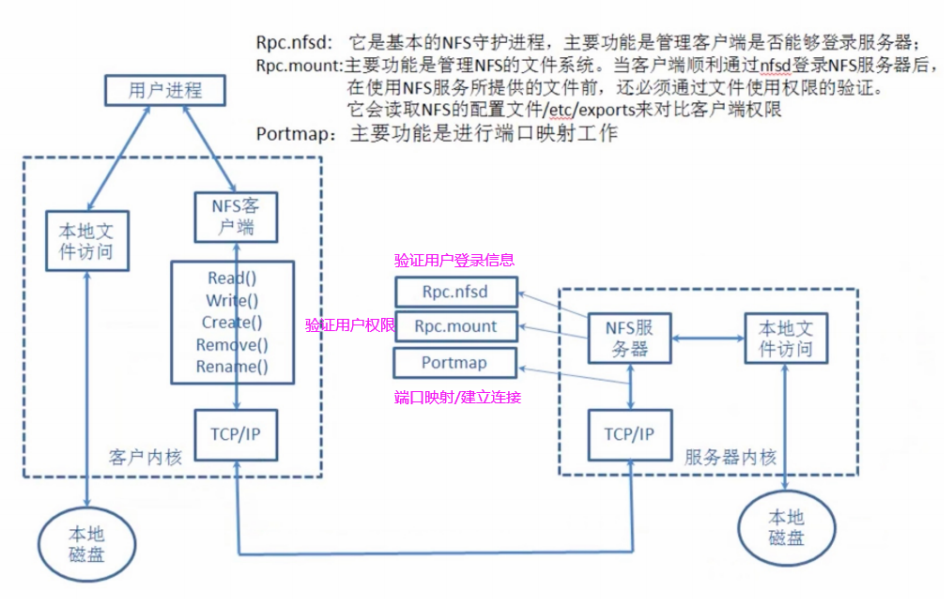 Rpc.nfsd: 它是基本的NFS守护进程，主要功能是管理客户端是否能够登录服务器；
Rpc.mount:主要功能是管理NFS的文件系统。当客户端顺利通过nfsd登录NFS服务器后，
在使用NFS服务所提供的文件前，还必须通过文件使用权限的验证。
它会读取NFS的配置文件/etc/exports来对比客户端权限
Portmap：主要功能是进行端口映射工作
用户进程
本地文
件访问
NFS客
户端
Read()
Write()
Create()
Remove()
Rename()
TCP/IP
客户内核
本地
磁盘
验证用户登录信息
Rpc.nfsd
验证用户权限
Rpc.mount
Portmap
端口映射/建立连接
NFS服
务器
本地文
件访问
TCP/IP
服务器内核
本地
磁盘